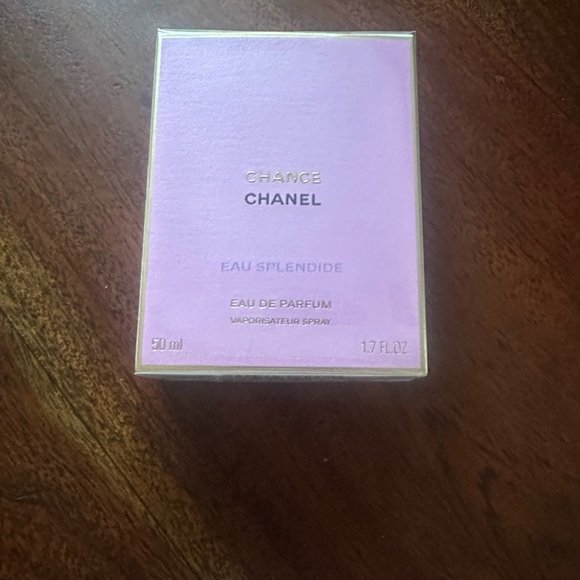 CHANCE
CHANEL
EAU SPLENDIDE
EAU DE PARFUM
VAPORISATEUR SPRAY
50 ml 1.7 FL.OZ.